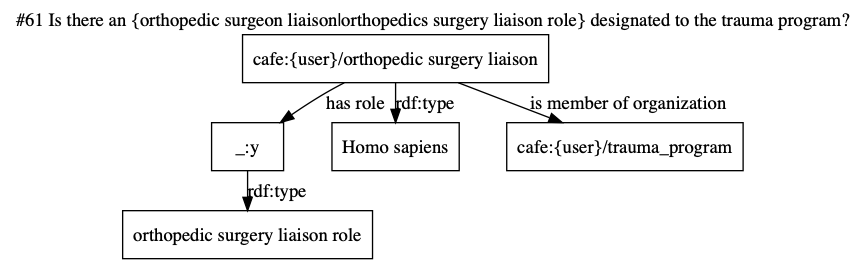 #61 Is there an {orthopedic surgeon liaison|orthopedics surgery liaison role} designated to the trauma program?
cafe:{user}/orthopedic surgery liaison
has role rdf:type is member of organization
_:y Homo sapiens cafe:{user}/trauma_program
rdf:type
orthopedic surgery liaison role